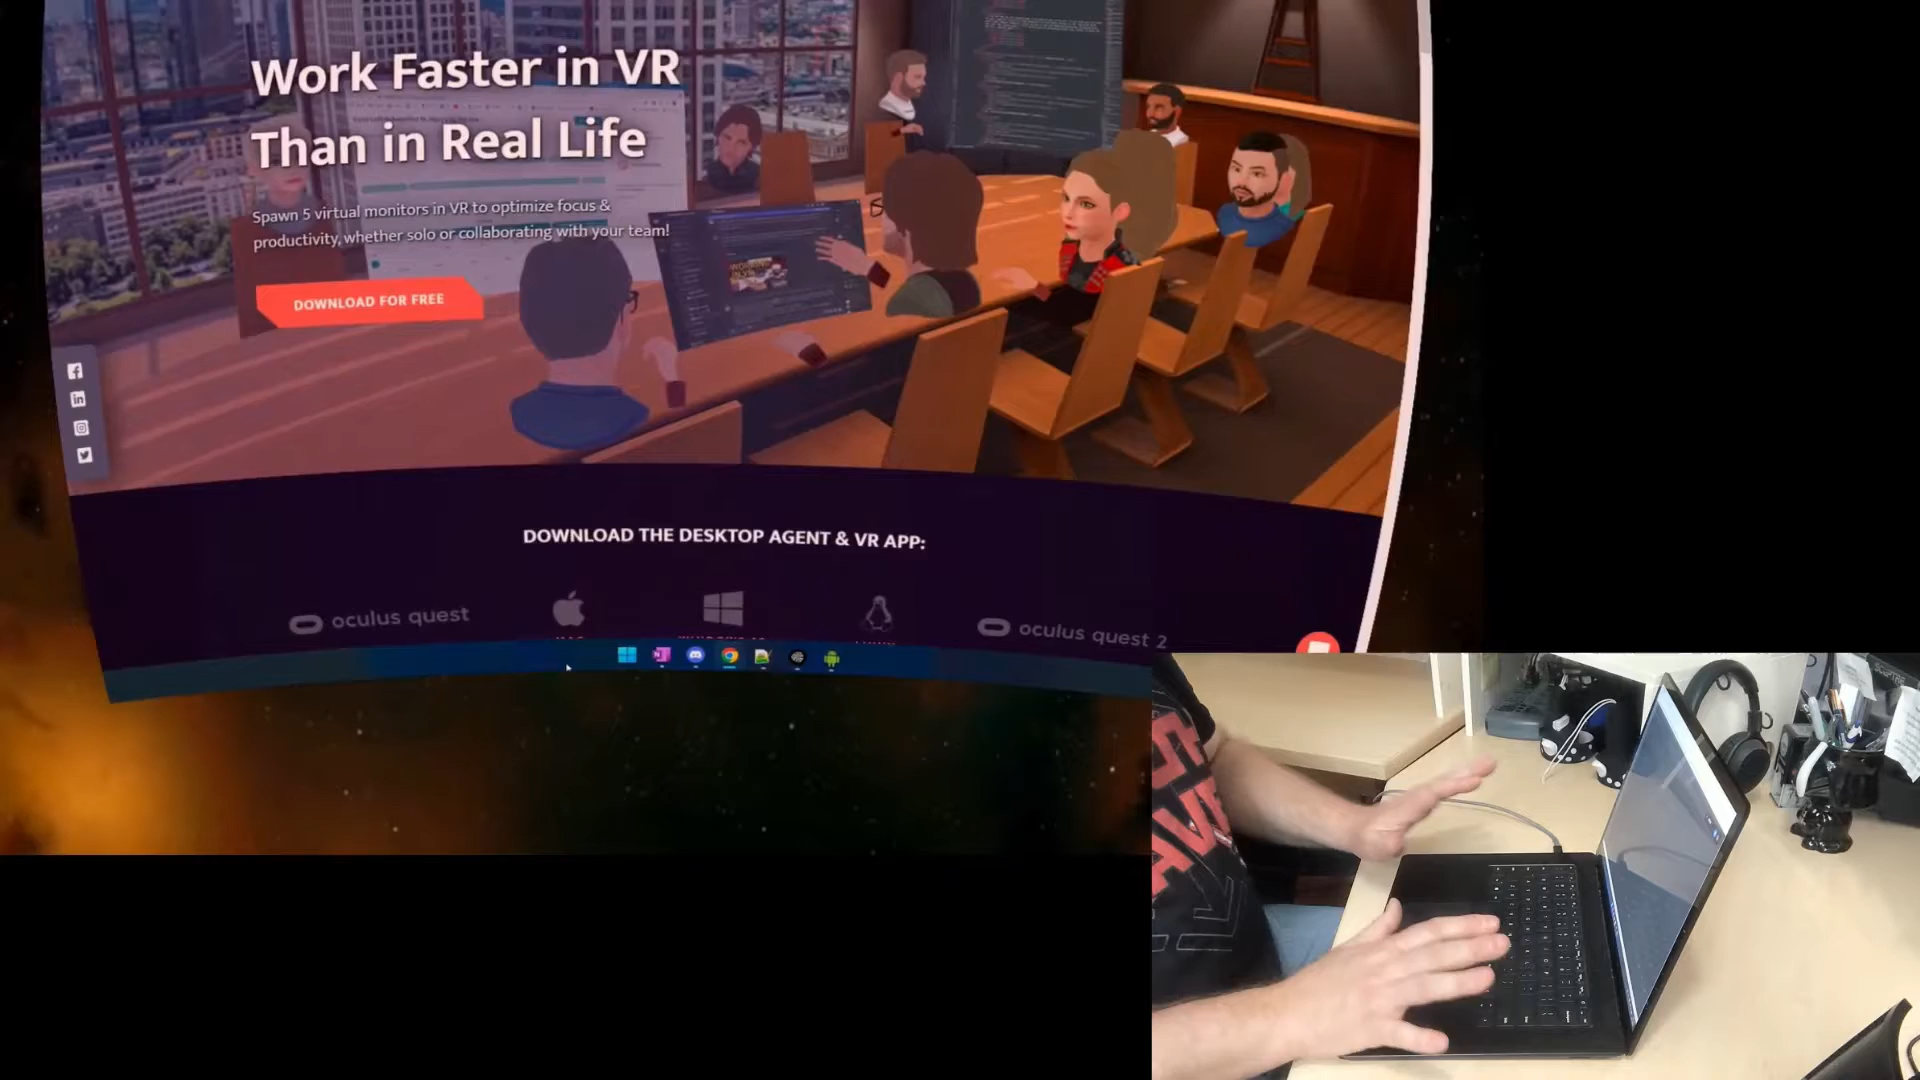 Work Faster in VR
Than in Real Life
Spawn 5 virtual monitors in VR to optimize focus &
productivity, whether solo or collaborating with your team!
DOWNLOAD FOR FREE
DOWNLOAD THE DESKTOP AGENT & VR APP:
oculus quest
oculus quest 2